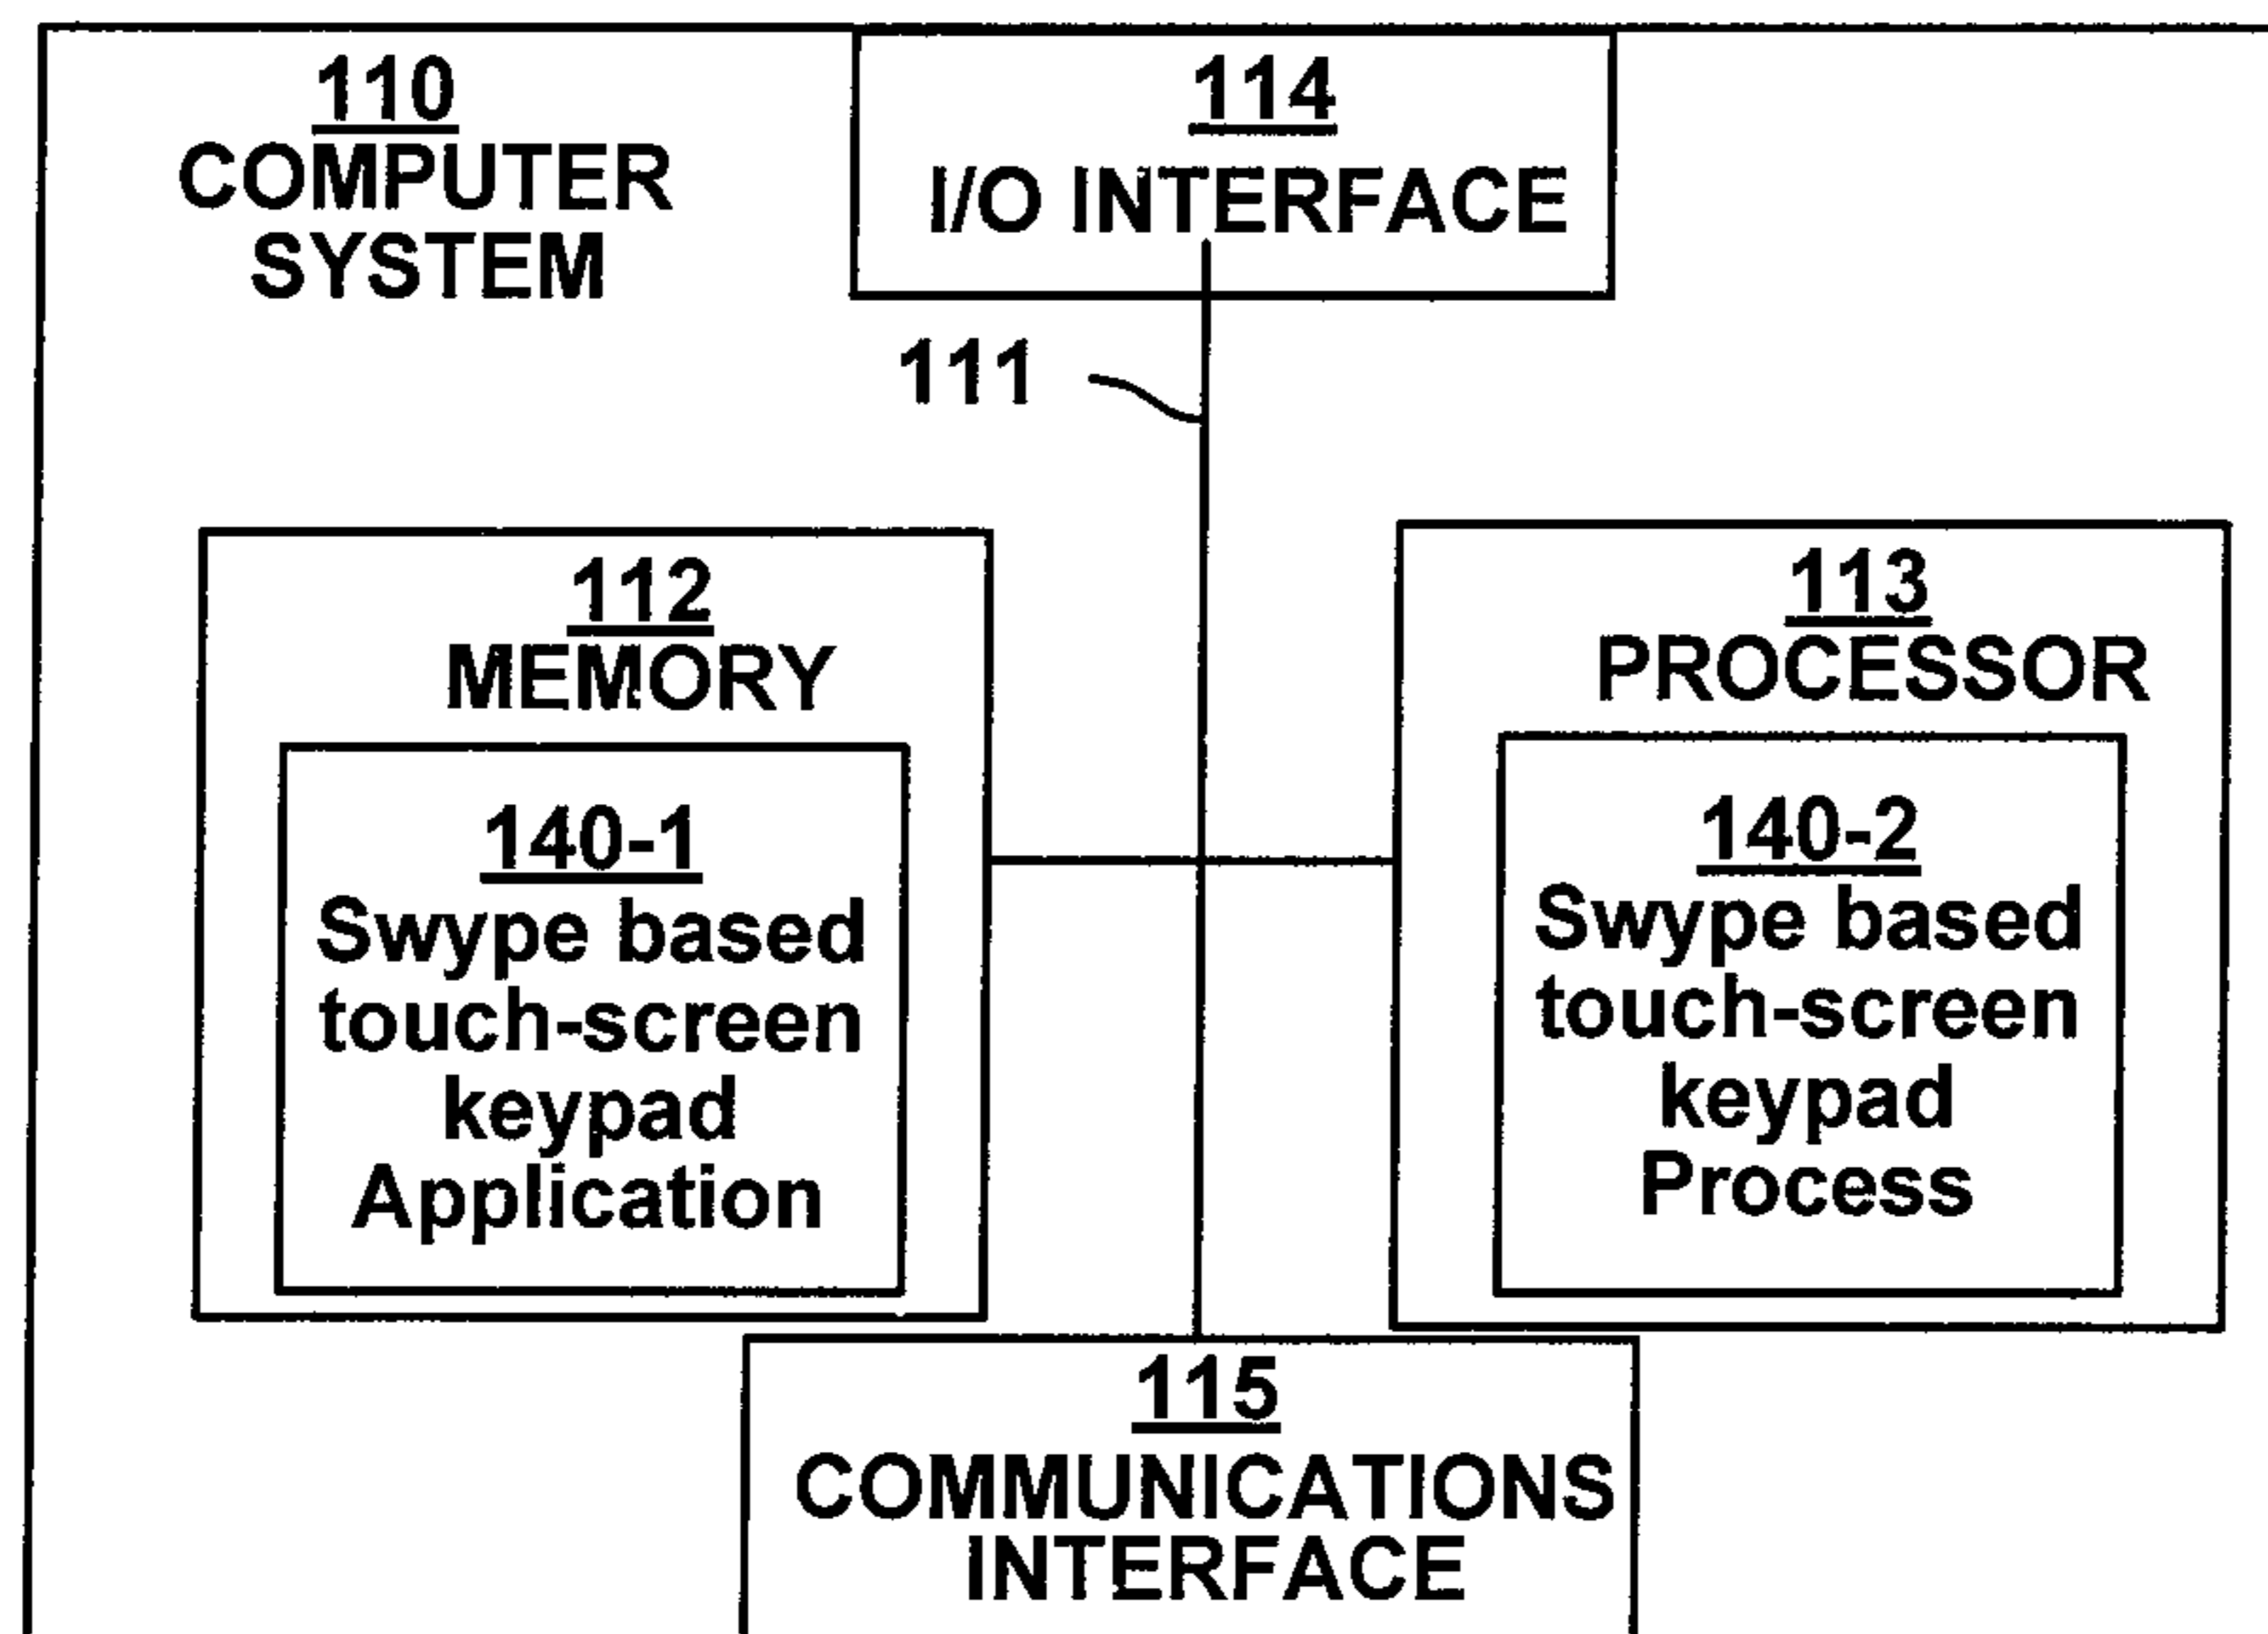 110
COMPUTER
SYSTEM
114
I/O INTERFACE
111
112
MEMORY
140-1
Swype based
touch-screen
keypad
Application
113
PROCESSOR
140-2
Swype based
touch-screen
keypad
Process
115
COMMUNICATIONS
INTERFACE